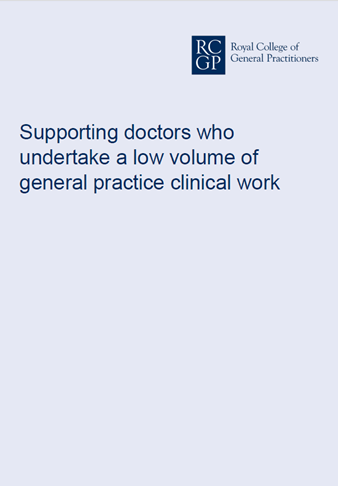 RC
GP
Royal College of
General Practitioners
Supporting doctors who
undertake a low volume of
general practice clinical work